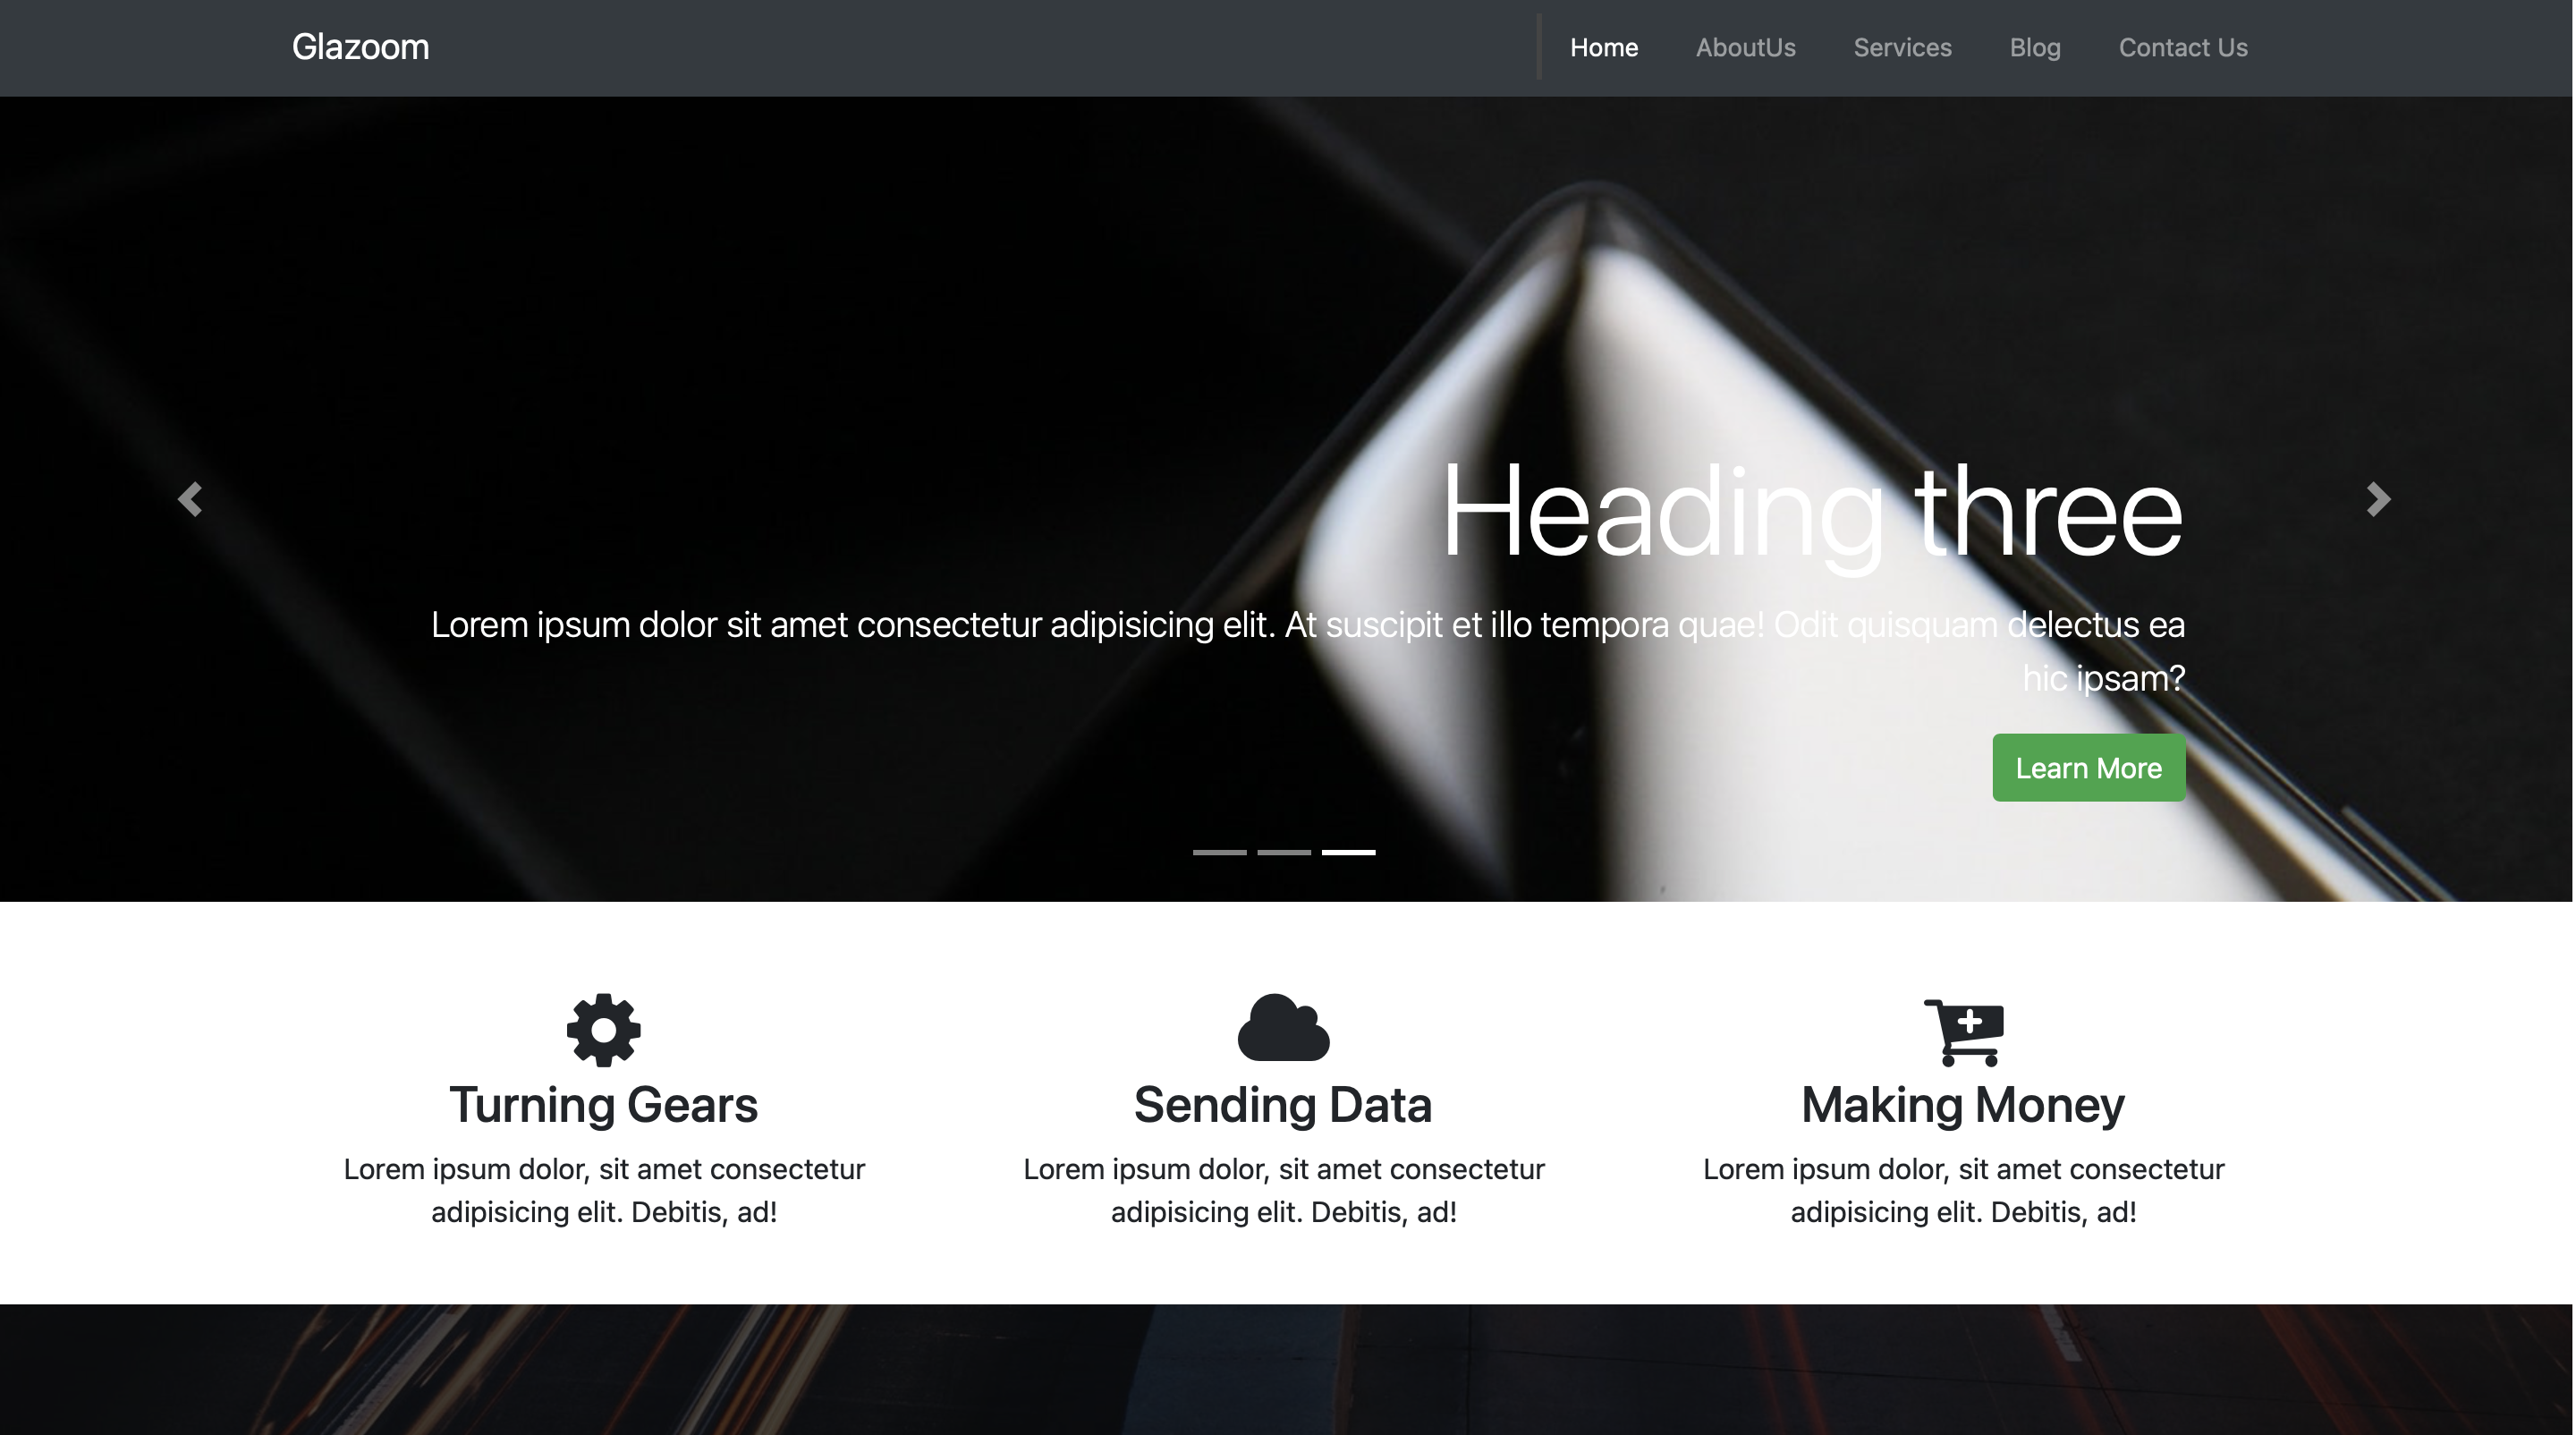 Glazoom
Home AboutUs Services Blog Contact Us
Heading three
Lorem ipsum dolor sit amet consectetur adipisicing elit. At suscipit et illo tempora quae! Odit quisquam delectus ea
hic ipsam?
Learn More
Turning Gears
Lorem ipsum dolor, sit amet consectetur
adipisicing elit. Debitis, ad!
Sending Data
Lorem ipsum dolor, sit amet consectetur
adipisicing elit. Debitis, ad!
Making Money
Lorem ipsum dolor, sit amet consectetur
adipisicing elit. Debitis, ad!